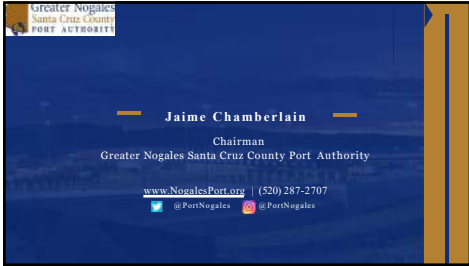 Greater Nogales
Santa Cruz County
PORT AUTHORITY
Jaime Chamberlain
Chairman
Greater Nogales Santa Cruz County Port Authority
www.NogalesPort.org | (520) 287-2707
@PortNogales @PortNogales